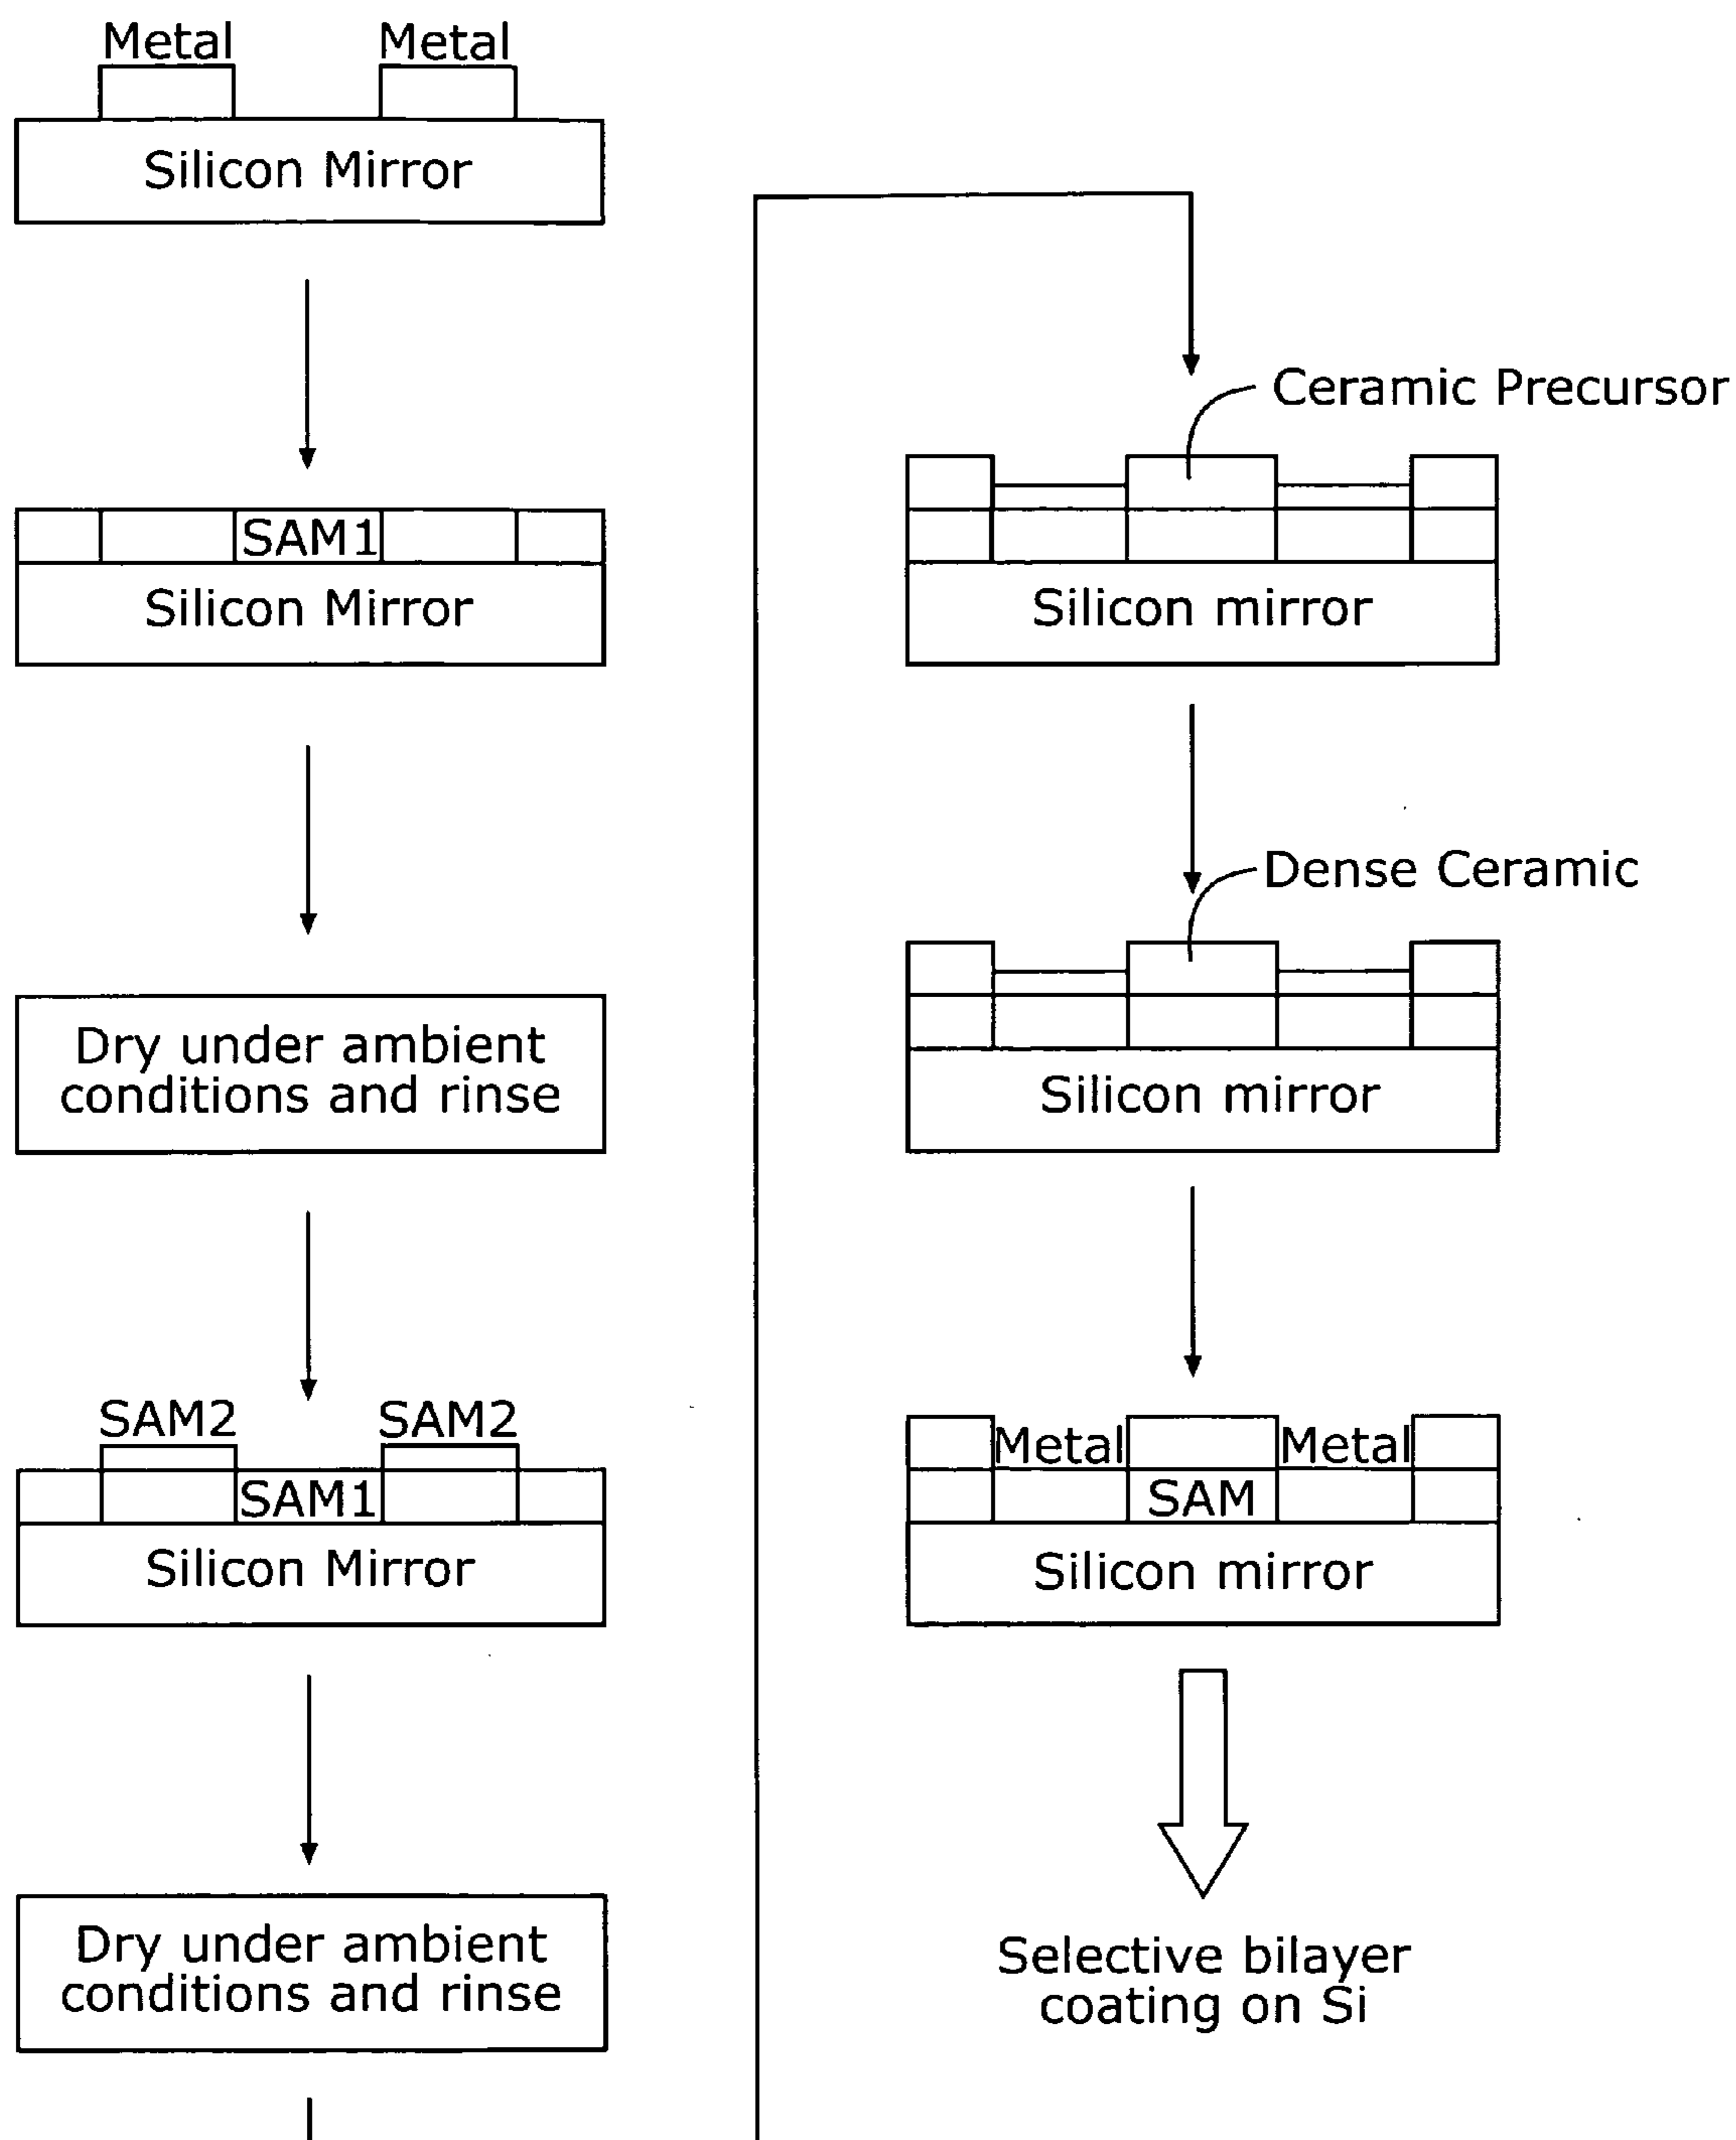 Metal Metal
Silicon Mirror
SAM1
Silicon Mirror
Dry under ambient
conditions and rinse
SAM2 SAM2
SAM1
Silicon Mirror
Dry under ambient
conditions and rinse
Ceramic Precursor
Silicon mirror
Dense Ceramic
Silicon mirror
Metal Metal
SAM
Silicon mirror
Selective bilayer
coating on Si